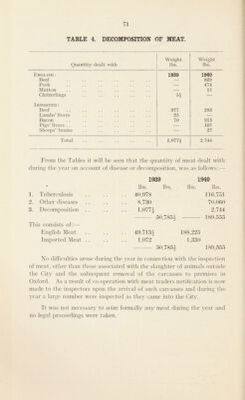 71
TABLE 4. DECOMPOSITION OF MEAT.
Quantity dealt with Weight lbs. Weight lbs.
ENGLISH: 1939 1940
Beef — 929
Pork — 474
Mutton — 11
Chitterlings 5½ —
IMPORTED:
Beef 977 283
Lambs' livers 25 —
Bacon 70 913
Pigs' livers — 107
Sheeps' brains — 27
Total 1,077½ 2,744
From the Tables it will be seen that the quantity of meat dealt with
during the year on account of disease or decomposition, was as follows:—
1939 1940
lbs. lbs. lbs.
1. Tuberculosis 40,978 116,751
2. Other diseases 8,730 70,060
3. Decomposition 1,077½ 2,744
50,785½ 189,555
This consists of:—
English Meat 49,713½ 188,225
Imported Meat 1,072 1,330
50,785½ 189,555
No difficulties arose during the year in connection with the inspection
of meat, other than those associated with the slaughter of animals outside
the City and the subsequent removal of the carcases to premises in
Oxford. As a result of co-operation with meat traders notification is now
made to the inspectors upon the arrival of such carcases and during the
year a large number were inspected as they came into the City.
It was not necessary to seize formally any meat during the year and
no legal proceedings were taken.